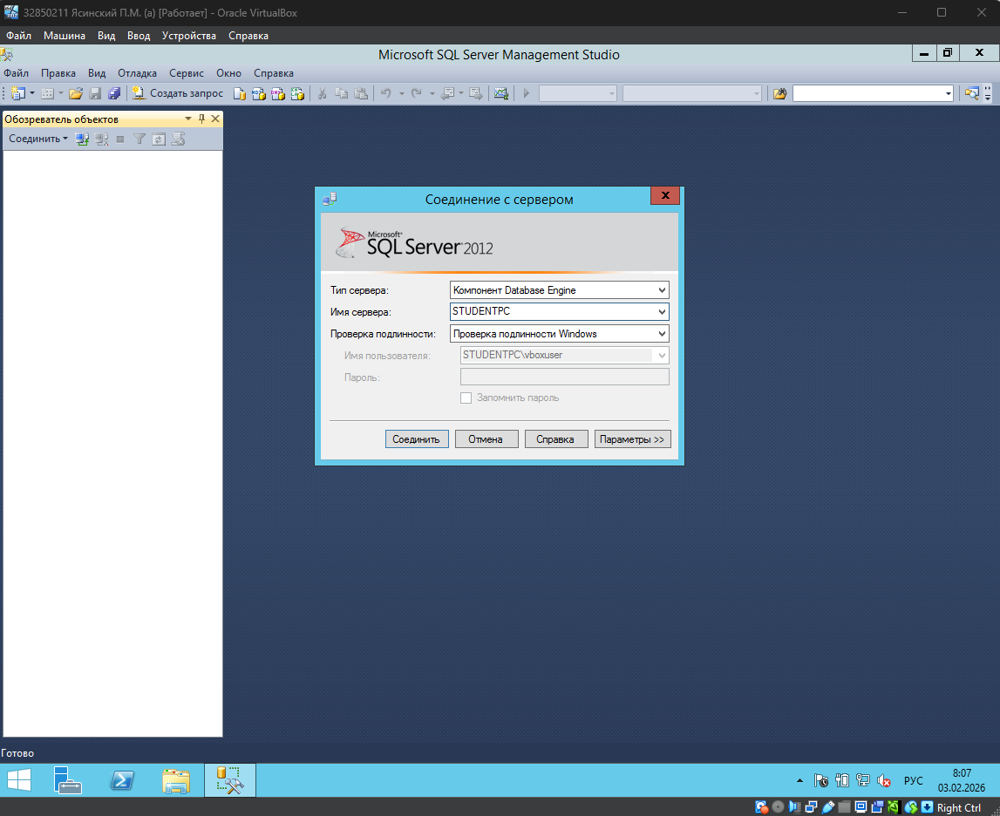 32850211 Ясинский П.М. (a) [Работает] - Oracle VirtualBox
Файл Машина Вид Ввод Устройства Справка
Microsoft SQL Server Management Studio
Файл Правка Вид Отладка Сервис Окно Справка
Создать запрос
Обозреватель объектов
Соединить
Соединение с сервером
Microsoft®
SQL Server 2012
Тип сервера: Компонент Database Engine
Имя сервера: STUDENTPC
Проверка подлинности: Проверка подлинности Windows
Имя пользователя: STUDENTPC\vboxuser
Пароль:
Запомнить пароль
Соединить Отмена Справка Параметры >>
Готово
РУС
8:07
03.02.2026
Right Ctrl